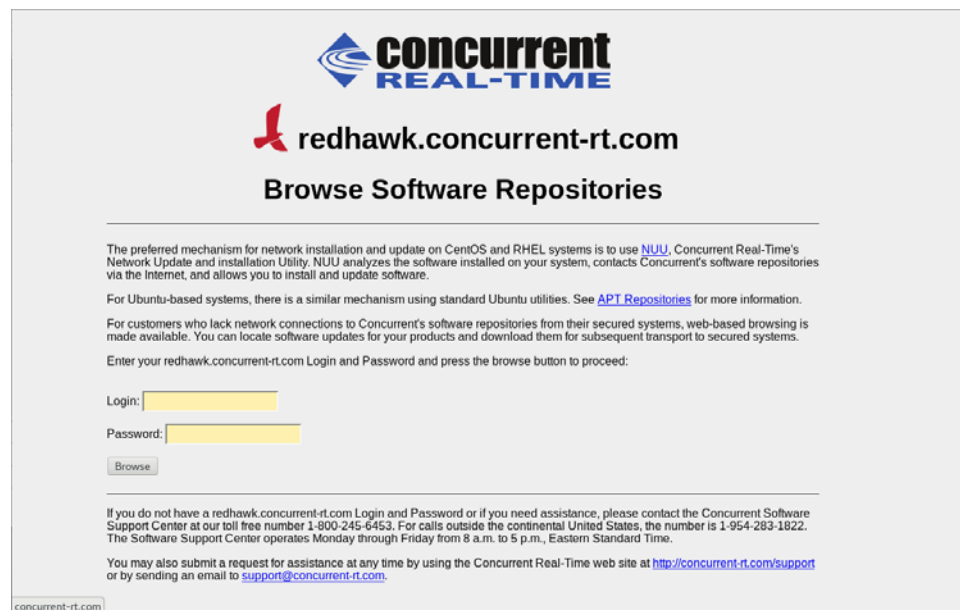 concurrent
REAL-TIME
redhawk.concurrent-rt.com
Browse Software Repositories
The preferred mechanism for network installation and update on CentOS and RHEL systems is to use NUU, Concurrent Real-Time's
Network Update and installation Utility. NUU analyzes the software installed on your system, contacts Concurrent's software repositories
via the Internet, and allows you to install and update software.
For Ubuntu-based systems, there is a similar mechanism using standard Ubuntu utilities. See APT Repositories for more information.
For customers who lack network connections to Concurrent's software repositories from their secured systems, web-based browsing is
made available. You can locate software updates for your products and download them for subsequent transport to secured systems.
Enter your redhawk.concurrent-rt.com Login and Password and press the browse button to proceed:
Login:
Password:
Browse
If you do not have a redhawk.concurrent-rt.com Login and Password or if you need assistance, please contact the Concurrent Software
Support Center at our toll free number 1-800-245-6453. For calls outside the continental United States, the number is 1-954-283-1822.
The Software Support Center operates Monday through Friday from 8 a.m. to 5 p.m., Eastern Standard Time.
You may also submit a request for assistance at any time by using the Concurrent Real-Time web site at http://concurrent-rt.com/support
or by sending an email to support@concurrent-rt.com.
concurrent-rt.com